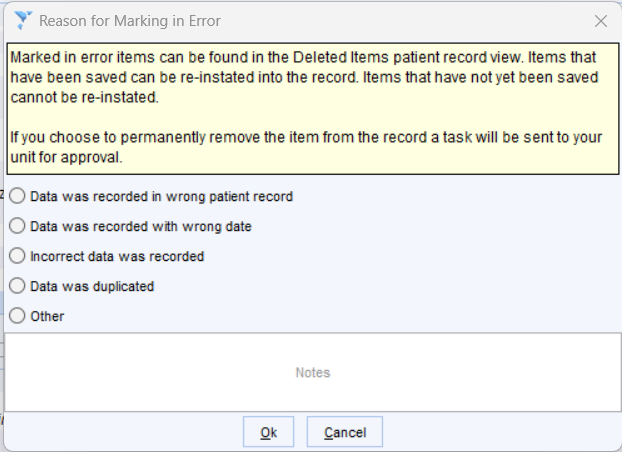 Reason for Marking in Error
Marked in error items can be found in the Deleted Items patient record view. Items that
have been saved can be re-instated into the record. Items that have not yet been saved
cannot be re-instated.
If you choose to permanently remove the item from the record a task will be sent to your
unit for approval.
Data was recorded in wrong patient record
Data was recorded with wrong date
Incorrect data was recorded
Data was duplicated
Other
Notes
Ok Cancel